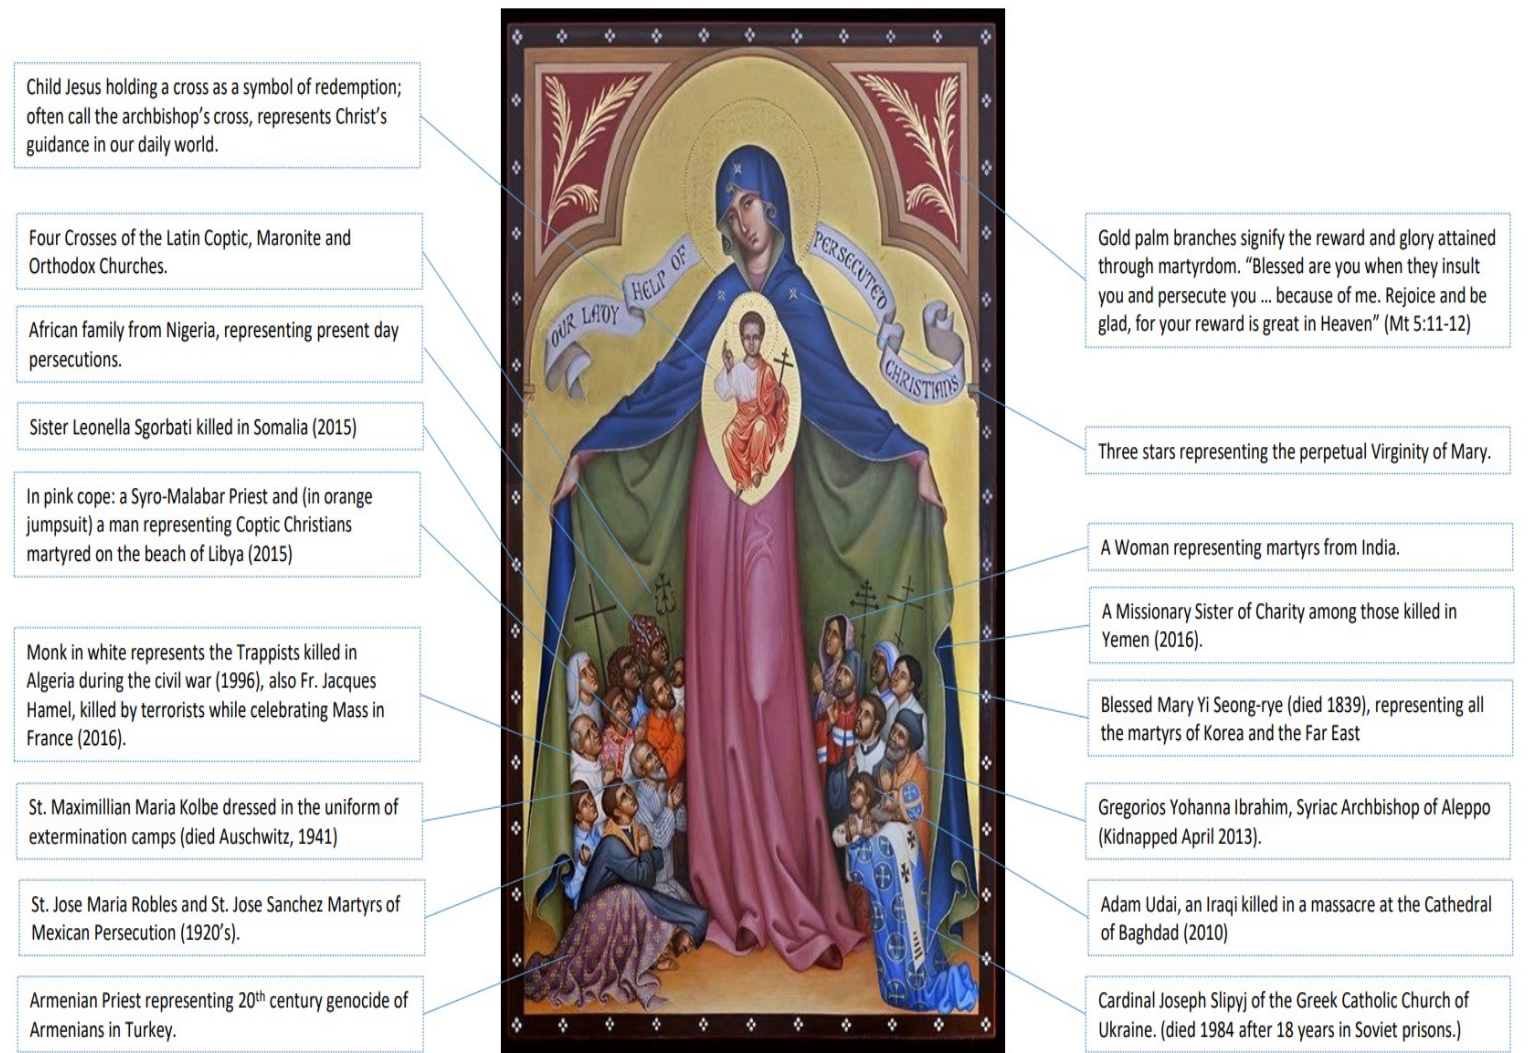 Child Jesus holding a cross as a symbol of redemption;
often call the archbishop's cross, represents Christ's
guidance in our daily world.
Four Crosses of the Latin Coptic, Maronite and
Orthodox Churches.
African family from Nigeria, representing present day
persecutions.
Sister Leonella Sgorbati killed in Somalia (2015)
In pink cope: a Syro-Malabar Priest and (in orange
jumpsuit) a man representing Coptic Christians
martyred on the beach of Libya (2015)
Monk in white represents the Trappists killed in
Algeria during the civil war (1996), also Fr. Jacques
Hamel, killed by terrorists while celebrating Mass in
France (2016).
St. Maximillian Maria Kolbe dressed in the uniform of
extermination camps (died Auschwitz, 1941)
St. Jose Maria Robles and St. Jose Sanchez Martyrs of
Mexican Persecution (1920's).
Armenian Priest representing 20th century genocide of
Armenians in Turkey.
OUR LADY
HELP OF
PERSECUTED
CHRISTIANS
Gold palm branches signify the reward and glory attained
through martyrdom. "Blessed are you when they insult
you and persecute you … because of me. Rejoice and be
glad, for your reward is great in Heaven" (Mt 5:11-12)
Three stars representing the perpetual Virginity of Mary.
A Woman representing martyrs from India.
A Missionary Sister of Charity among those killed in
Yemen (2016).
Blessed Mary Yi Seong-rye (died 1839), representing all
the martyrs of Korea and the Far East
Gregorios Yohanna Ibrahim, Syriac Archbishop of Aleppo
(Kidnapped April 2013).
Adam Udai, an Iraqi killed in a massacre at the Cathedral
of Baghdad (2010)
Cardinal Joseph Slipyj of the Greek Catholic Church of
Ukraine. (died 1984 after 18 years in Soviet prisons.)